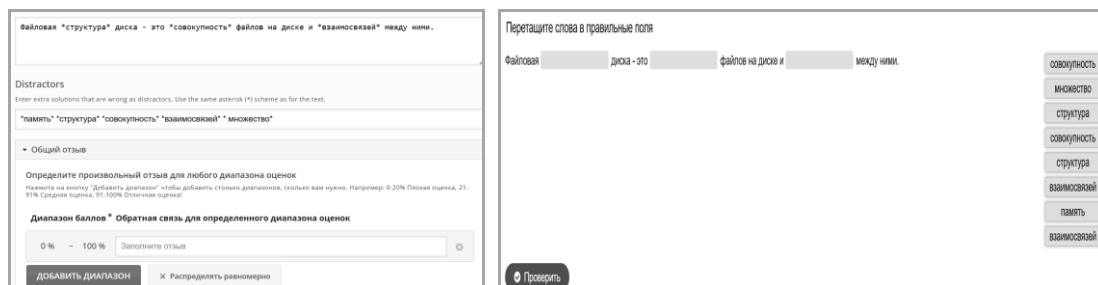 Файловая *структура* диска - это *совокупность* файлов на диске и *взаимосвязей* между ними.
Distractors
Enter extra solutions that are wrong as distractors. Use the same asterisk (*) scheme as for the text.
*память* *структура* *совокупность* *взаимосвязей* * множество*
Общий отзыв
Определите произвольный отзыв для любого диапазона оценок
Нажмите на кнопку "Добавить диапазон" чтобы добавить столько диапазонов, сколько вам нужно. Например: 0-20% Плохая оценка, 21-
91% Средняя оценка, 91-100% Отличная оценка!
Диапазон баллов * Обратная связь для определенного диапазона оценок
0 % – 100 % Заполните отзыв
ДОБАВИТЬ ДИАПАЗОН × Распределять равномерно
Перетащите слова в правильные поля
Файловая диска - это файлов на диске и между ними.
совокупность
множество
структура
совокупность
структура
взаимосвязей
память
взаимосвязей
Проверить